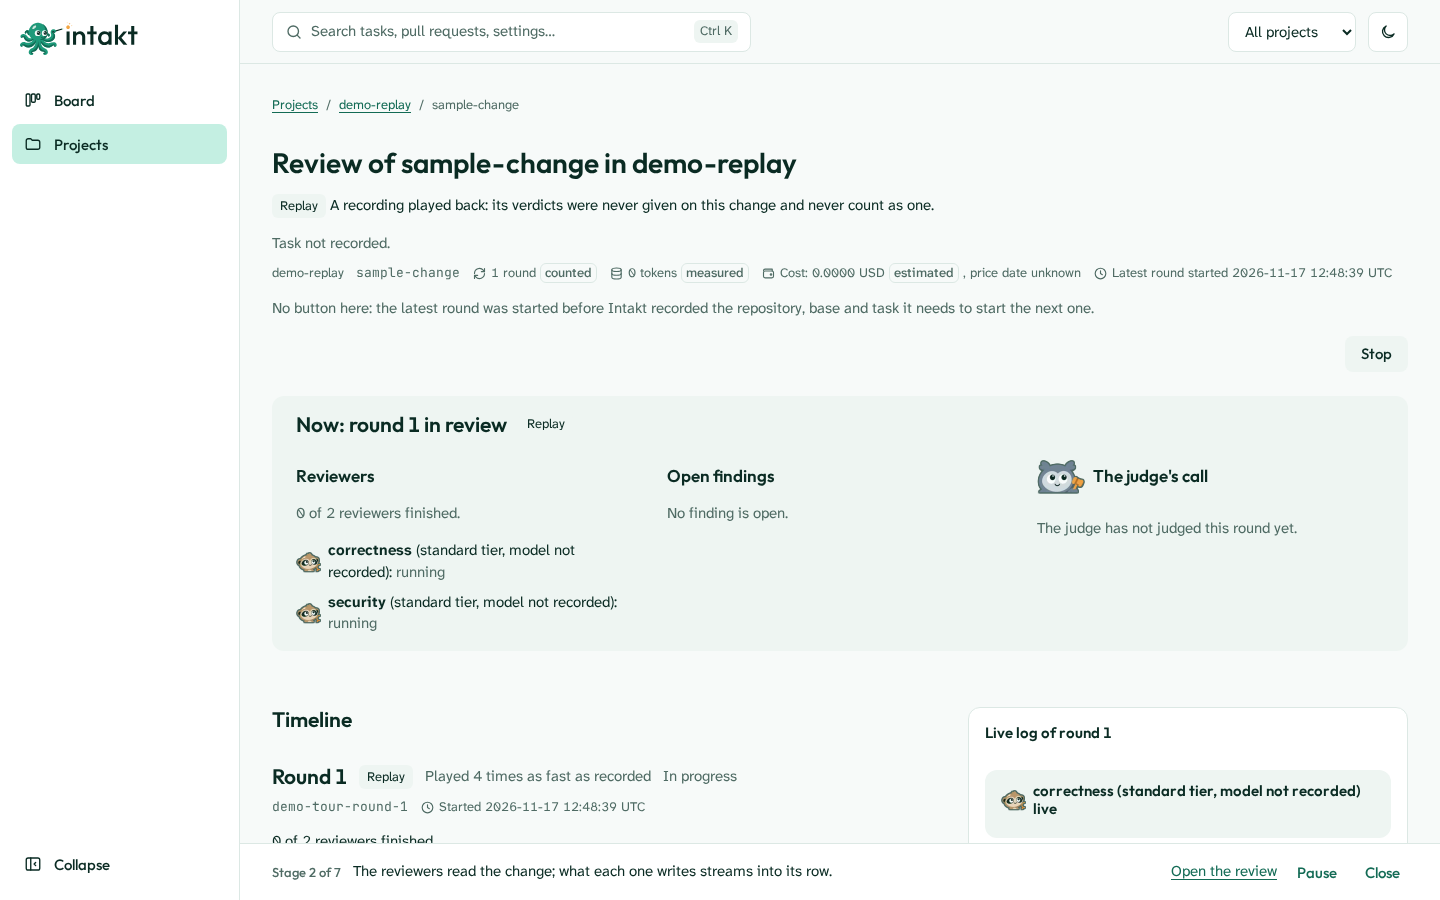 intakt
Search tasks, pull requests, settings...
Ctrl K
All projects
Board
Projects
Projects / demo-replay / sample-change
Review of sample-change in demo-replay
Replay A recording played back: its verdicts were never given on this change and never count as one.
Task not recorded.
demo-replay sample-change 1 round counted 0 tokens measured Cost: 0.0000 USD estimated , price date unknown Latest round started 2026-11-17 12:48:39 UTC
No button here: the latest round was started before Intakt recorded the repository, base and task it needs to start the next one.
Stop
Now: round 1 in review Replay
Reviewers
0 of 2 reviewers finished.
correctness (standard tier, model not
recorded): running
security (standard tier, model not recorded):
running
Open findings
No finding is open.
The judge's call
The judge has not judged this round yet.
Timeline
Round 1 Replay Played 4 times as fast as recorded In progress
demo-tour-round-1 Started 2026-11-17 12:48:39 UTC
0 of 2 reviewers finished
Live log of round 1
correctness (standard tier, model not recorded)
live
Collapse
Stage 2 of 7 The reviewers read the change; what each one writes streams into its row.
Open the review Pause Close